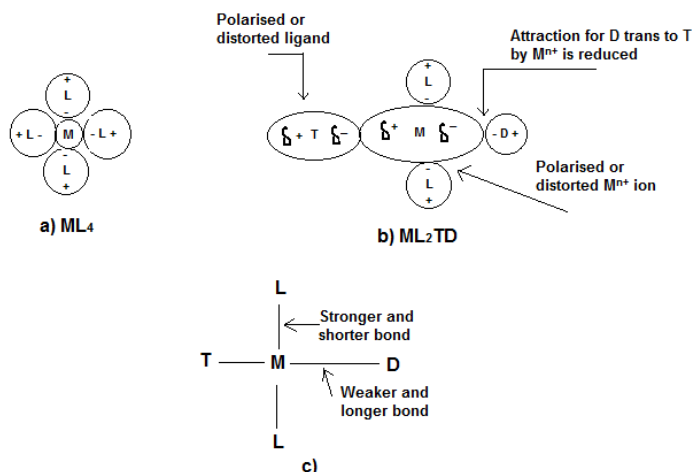 Polarised or
distorted ligand
Attraction for D trans to T
by Mⁿ⁺ is reduced
+
L
-
+ L -
M
- L +
-
L
+
a) ML₄
+
L
-
δ + T δ⁻
δ⁺ M δ⁻
- D +
-
L
+
Polarised or
distorted Mⁿ⁺ ion
b) ML₂TD
L
Stronger and
shorter bond
T
M
D
Weaker and
longer bond
L
c)